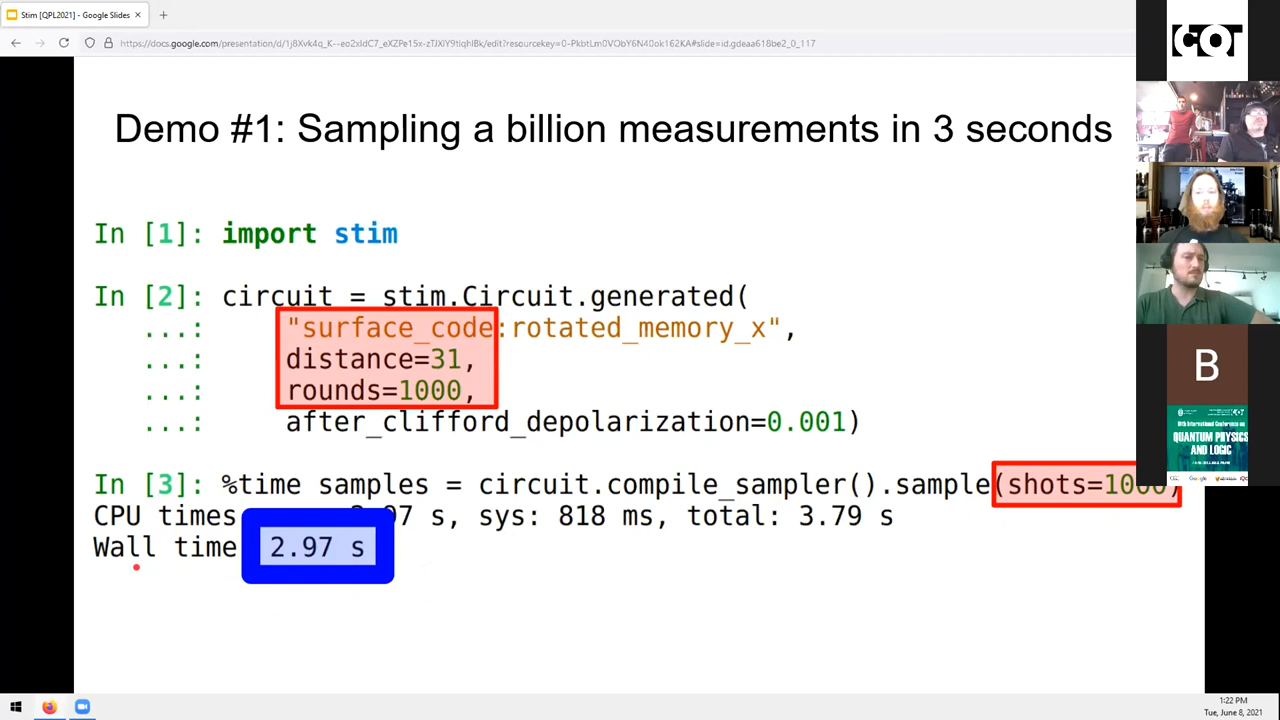 Stim [QPL2021] - Google Slides
CQT
Demo #1: Sampling a billion measurements in 3 seconds
In [1]: import stim
In [2]: circuit = stim.Circuit.generated(
...: "surface_code:rotated_memory_x",
...: distance=31,
...: rounds=1000,
...: after_clifford_depolarization=0.001)
In [3]: %time samples = circuit.compile_sampler().sample(shots=1000)
CPU times 2.97 s, sys: 818 ms, total: 3.79 s
Wall time 2.97 s
B
QUANTUM PHYSICS
AND LOGIC
1:22 PM
Tue, June 8, 2021